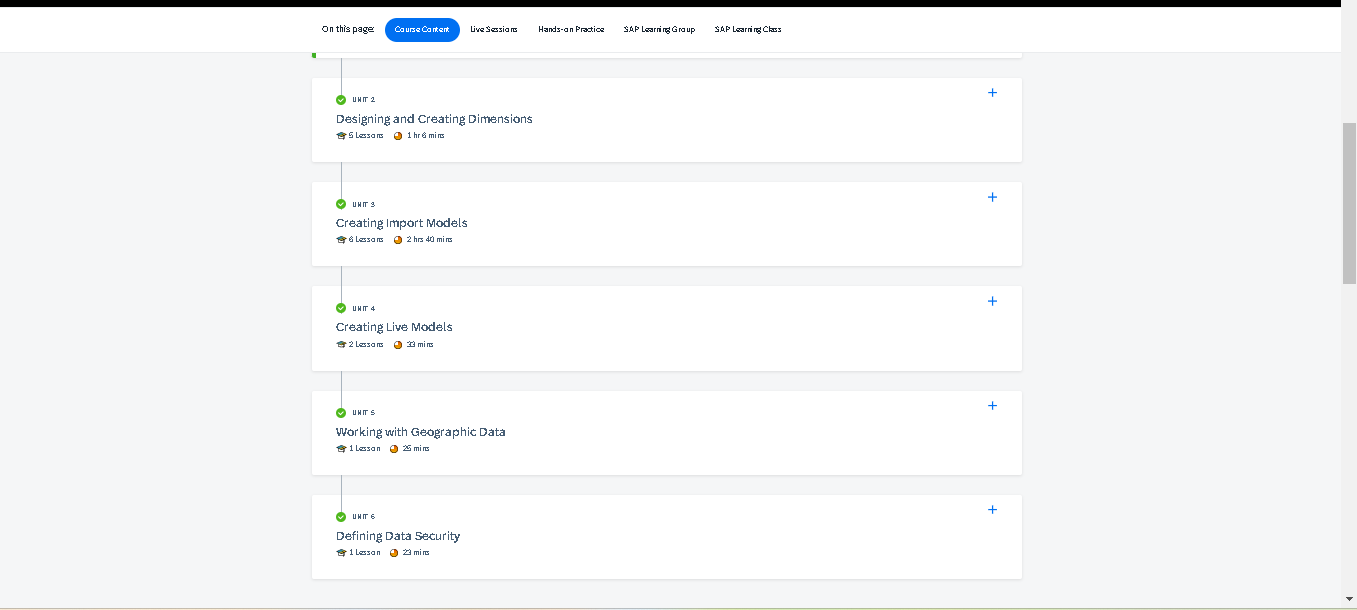 On this page: Course Content Live Sessions Hands-on Practice SAP Learning Group SAP Learning Class
UNIT 2
Designing and Creating Dimensions
5 Lessons 1 hr 6 mins
UNIT 3
Creating Import Models
6 Lessons 2 hrs 40 mins
UNIT 4
Creating Live Models
2 Lessons 33 mins
UNIT 5
Working with Geographic Data
1 Lesson 25 mins
UNIT 6
Defining Data Security
1 Lesson 23 mins